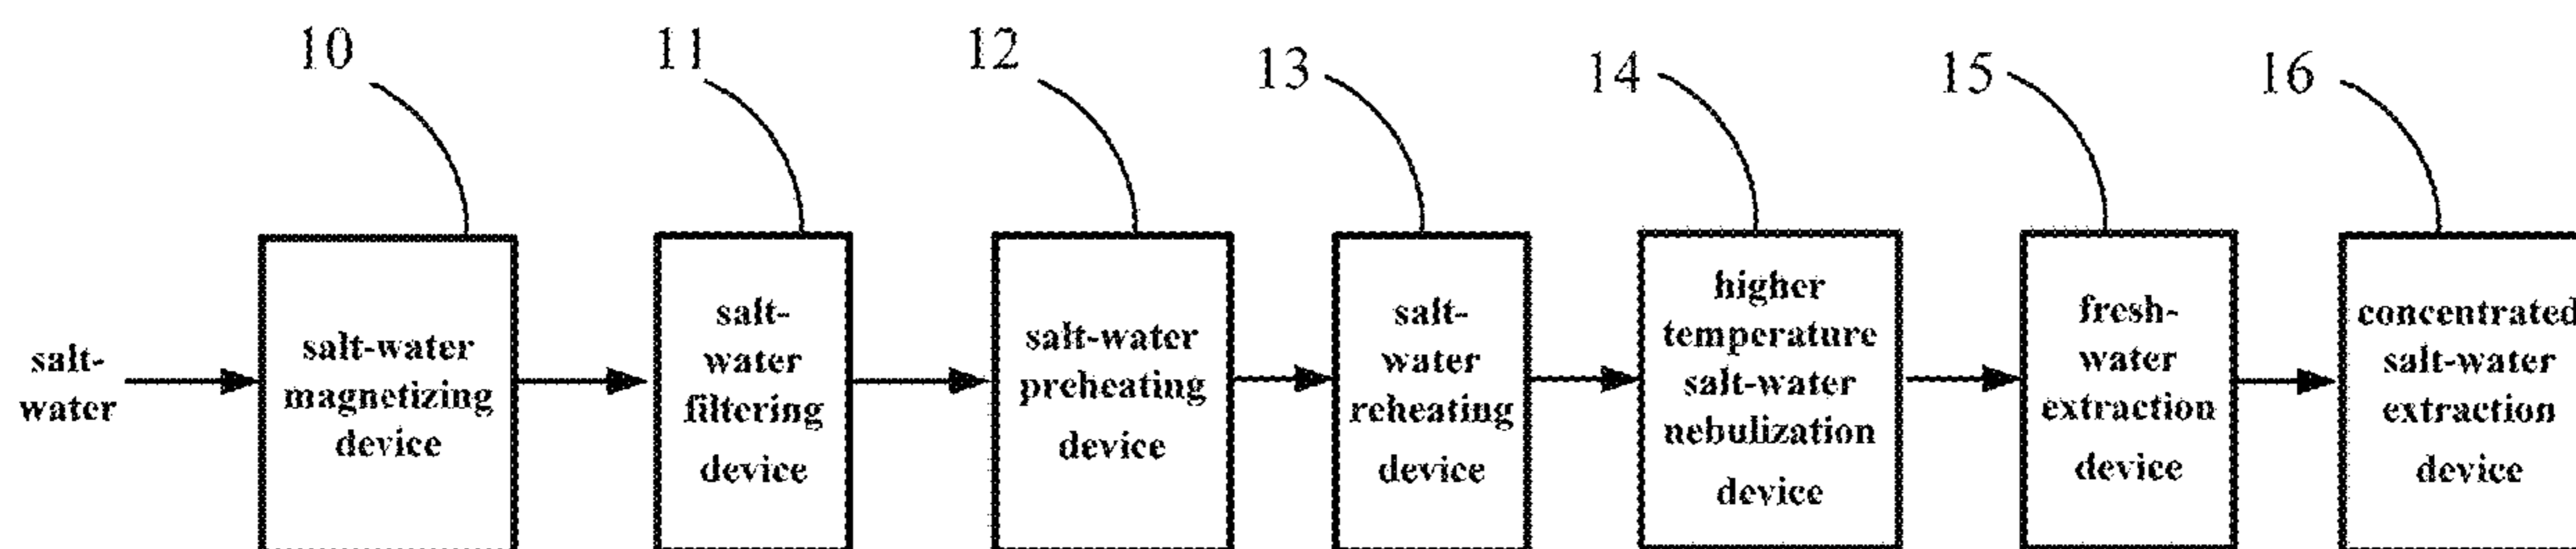 10
11
12
13
14
15
16
salt-
water
salt-water
magnetizing
device
salt-
water
filtering
device
salt-water
preheating
device
salt-
water
reheating
device
higher
temperature
salt-water
nebulization
device
fresh-
water
extraction
device
concentrated
salt-water
extraction
device